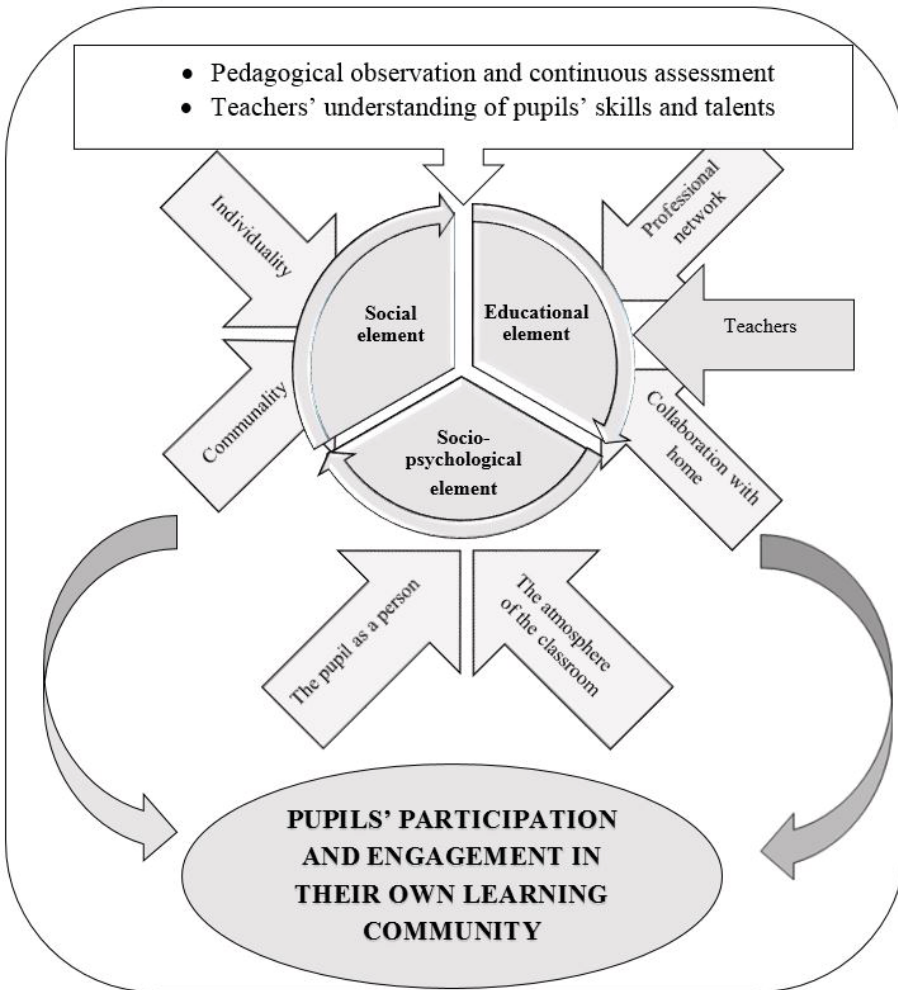 • Pedagogical observation and continuous assessment
• Teachers’ understanding of pupils’ skills and talents
Individuality
Professional
network
Social
element
Educational
element
Teachers
Communality
Collaboration with
home
Socio-
psychological
element
The pupil as a person
The atmosphere
of the classroom
PUPILS’ PARTICIPATION
AND ENGAGEMENT IN
THEIR OWN LEARNING
COMMUNITY